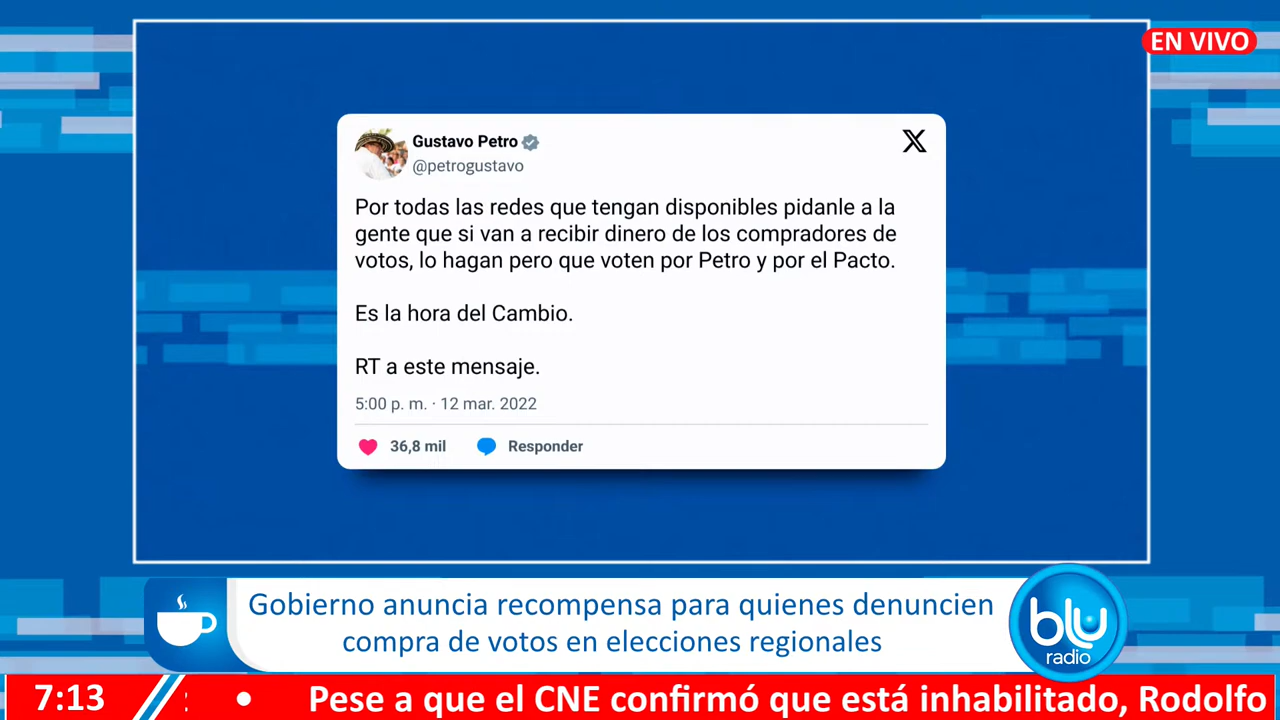 EN VIVO
Gustavo Petro
@petrogustavo
X
Por todas las redes que tengan disponibles pidanle a la
gente que si van a recibir dinero de los compradores de
votos, lo hagan pero que voten por Petro y por el Pacto.
Es la hora del Cambio.
RT a este mensaje.
5:00 p. m. · 12 mar. 2022
36,8 mil Responder
Gobierno anuncia recompensa para quienes denuncien
compra de votos en elecciones regionales
blu
radio
7:13 • Pese a que el CNE confirmó que está inhabilitado, Rodolfo